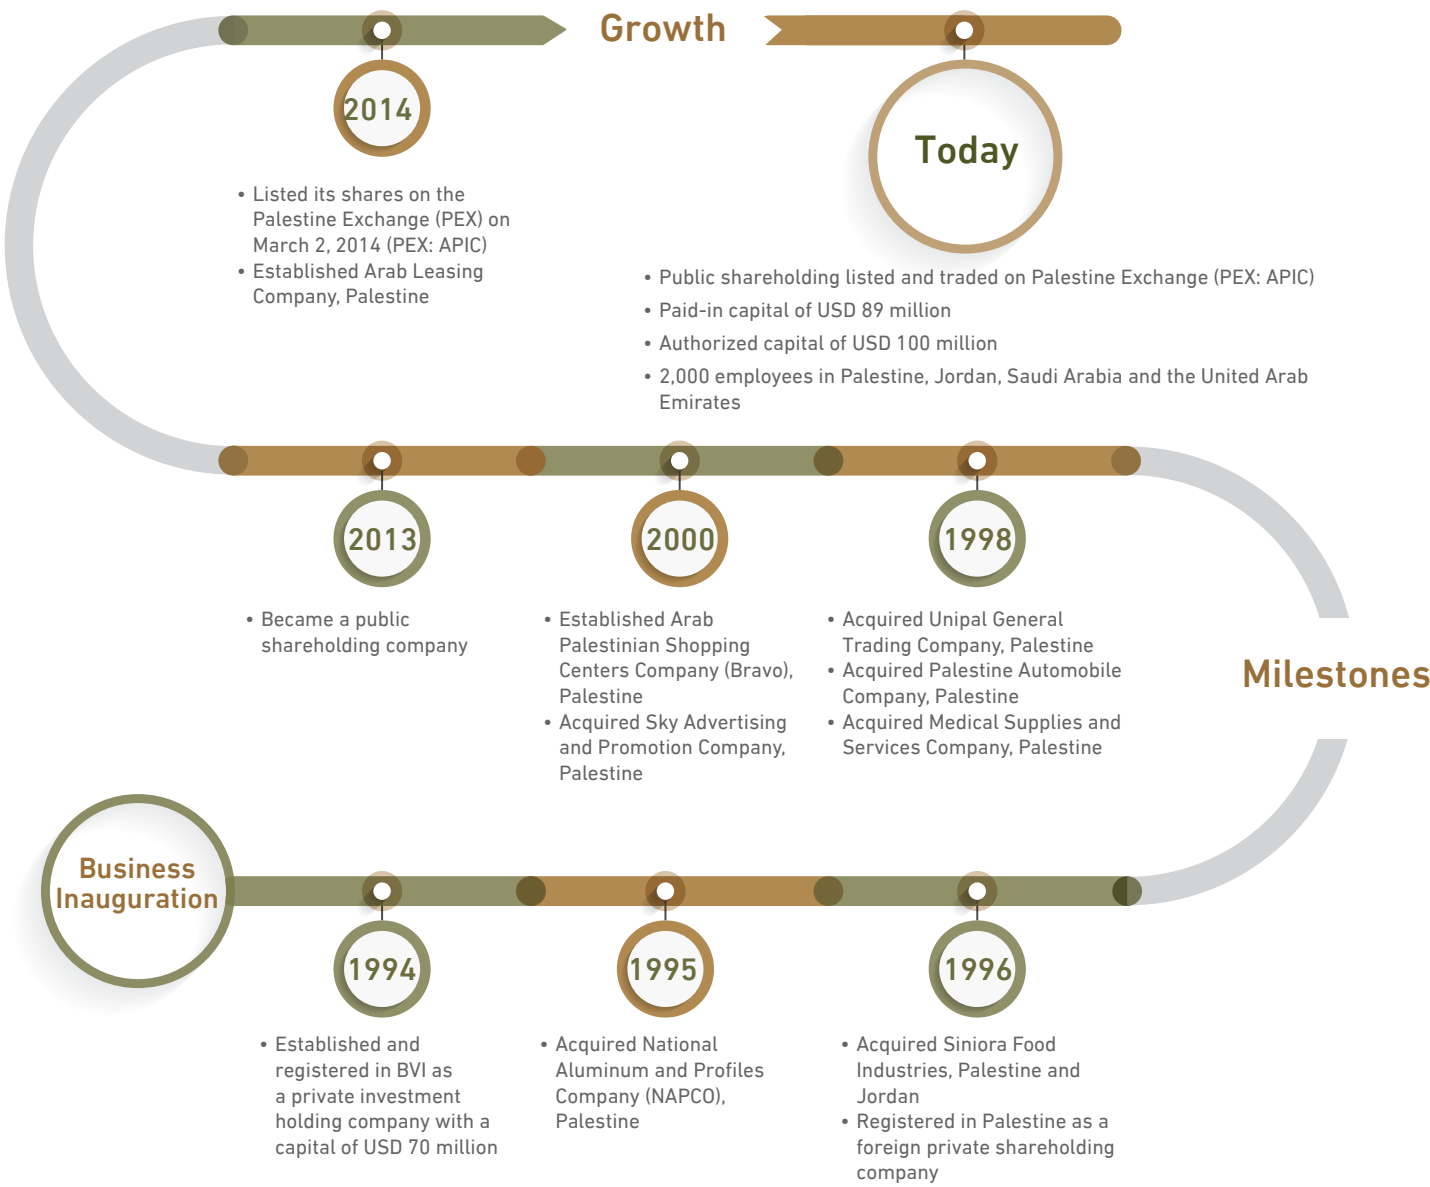 Growth
2014
• Listed its shares on the
Palestine Exchange (PEX) on
March 2, 2014 (PEX: APIC)
• Established Arab Leasing
Company, Palestine
Today
• Public shareholding listed and traded on Palestine Exchange (PEX: APIC)
• Paid-in capital of USD 89 million
• Authorized capital of USD 100 million
• 2,000 employees in Palestine, Jordan, Saudi Arabia and the United Arab
Emirates
2013
• Became a public
shareholding company
2000
• Established Arab
Palestinian Shopping
Centers Company (Bravo),
Palestine
• Acquired Sky Advertising
and Promotion Company,
Palestine
1998
• Acquired Unipal General
Trading Company, Palestine
• Acquired Palestine Automobile
Company, Palestine
• Acquired Medical Supplies and
Services Company, Palestine
Milestones
Business
Inauguration
1994
• Established and
registered in BVI as
a private investment
holding company with a
capital of USD 70 million
1995
• Acquired National
Aluminum and Profiles
Company (NAPCO),
Palestine
1996
• Acquired Siniora Food
Industries, Palestine and
Jordan
• Registered in Palestine as a
foreign private shareholding
company